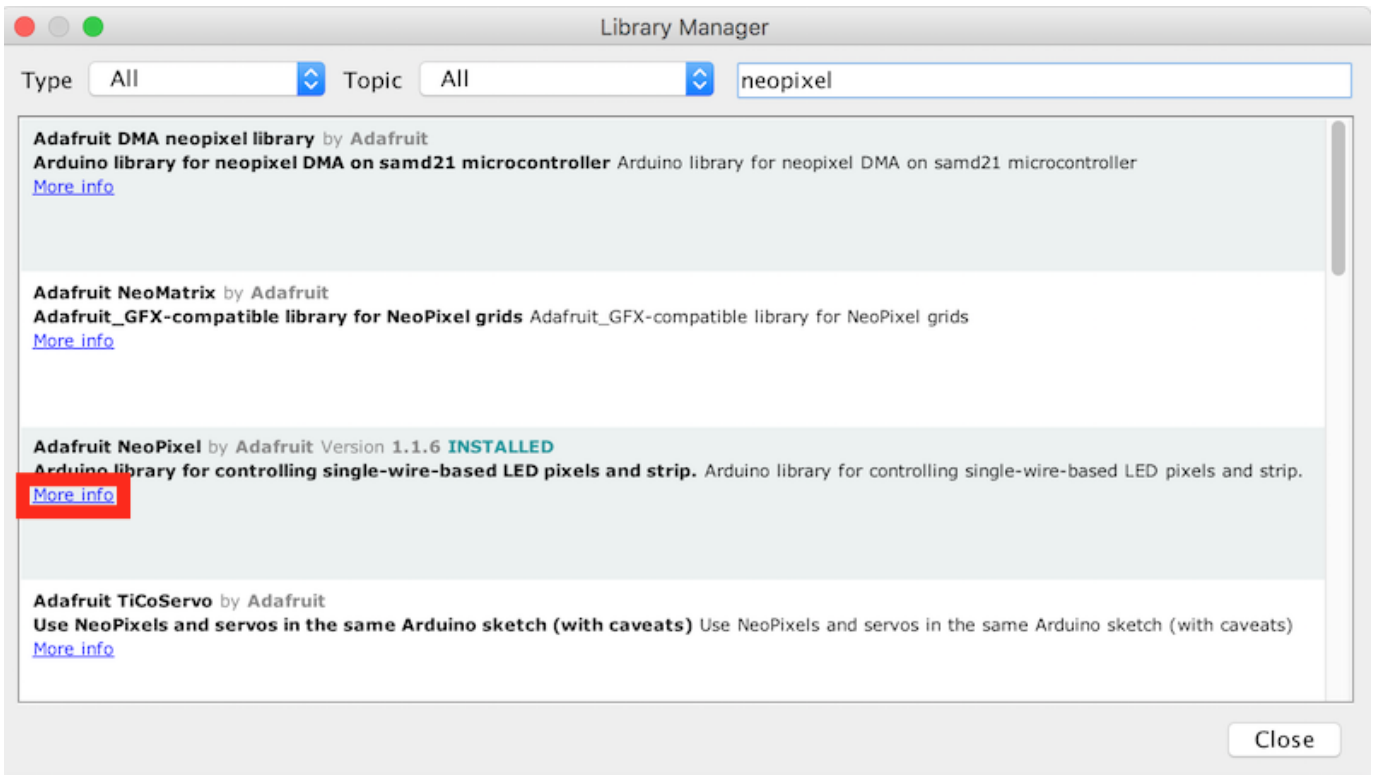 Library Manager
Type All Topic All neopixel
Adafruit DMA neopixel library by Adafruit
Arduino library for neopixel DMA on samd21 microcontroller Arduino library for neopixel DMA on samd21 microcontroller
More info
Adafruit NeoMatrix by Adafruit
Adafruit_GFX-compatible library for NeoPixel grids Adafruit_GFX-compatible library for NeoPixel grids
More info
Adafruit NeoPixel by Adafruit Version 1.1.6 INSTALLED
Arduino library for controlling single-wire-based LED pixels and strip. Arduino library for controlling single-wire-based LED pixels and strip.
More info
Adafruit TiCoServo by Adafruit
Use NeoPixels and servos in the same Arduino sketch (with caveats) Use NeoPixels and servos in the same Arduino sketch (with caveats)
More info
Close